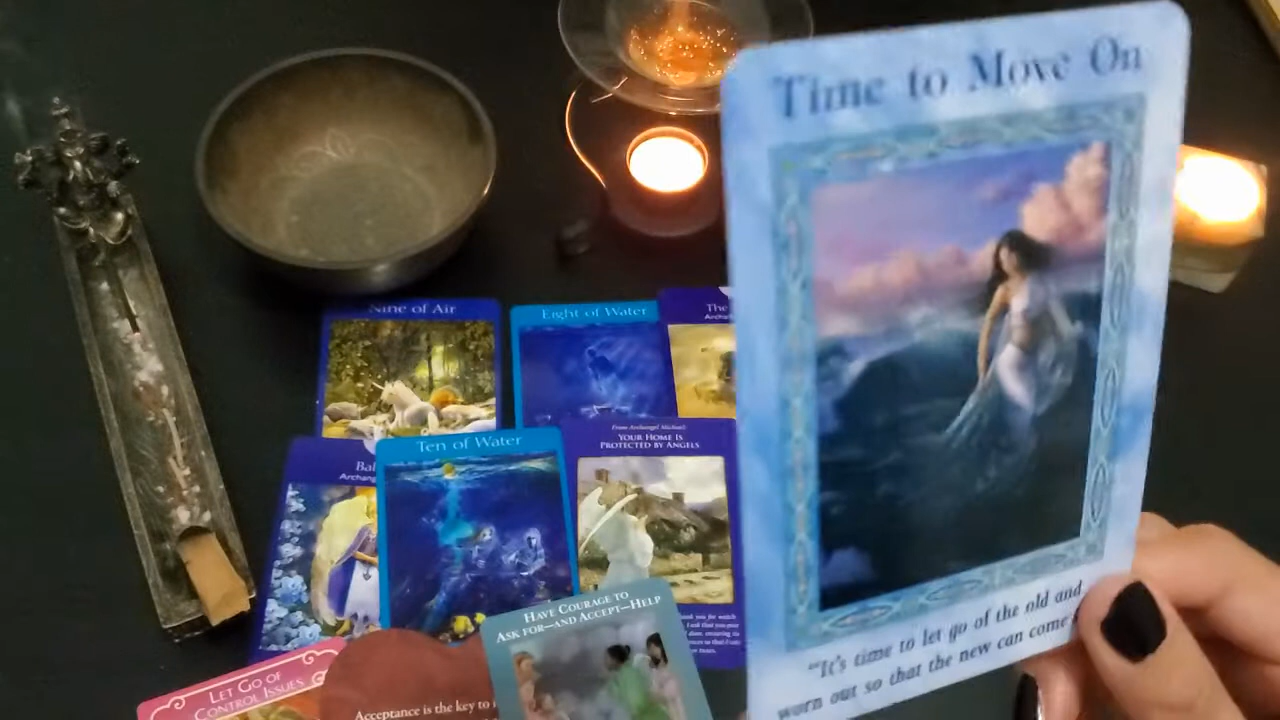 Time to Move On
Nine of Air
Eight of Water
The
Ten of Water
From Archangel Michael:
YOUR HOME IS
PROTECTED BY ANGELS
HAVE COURAGE TO
ASK FOR—AND ACCEPT—HELP
LET GO OF
CONTROL ISSUES
Acceptance is the key to
"It's time to let go of the old and
worn out so that the new can come